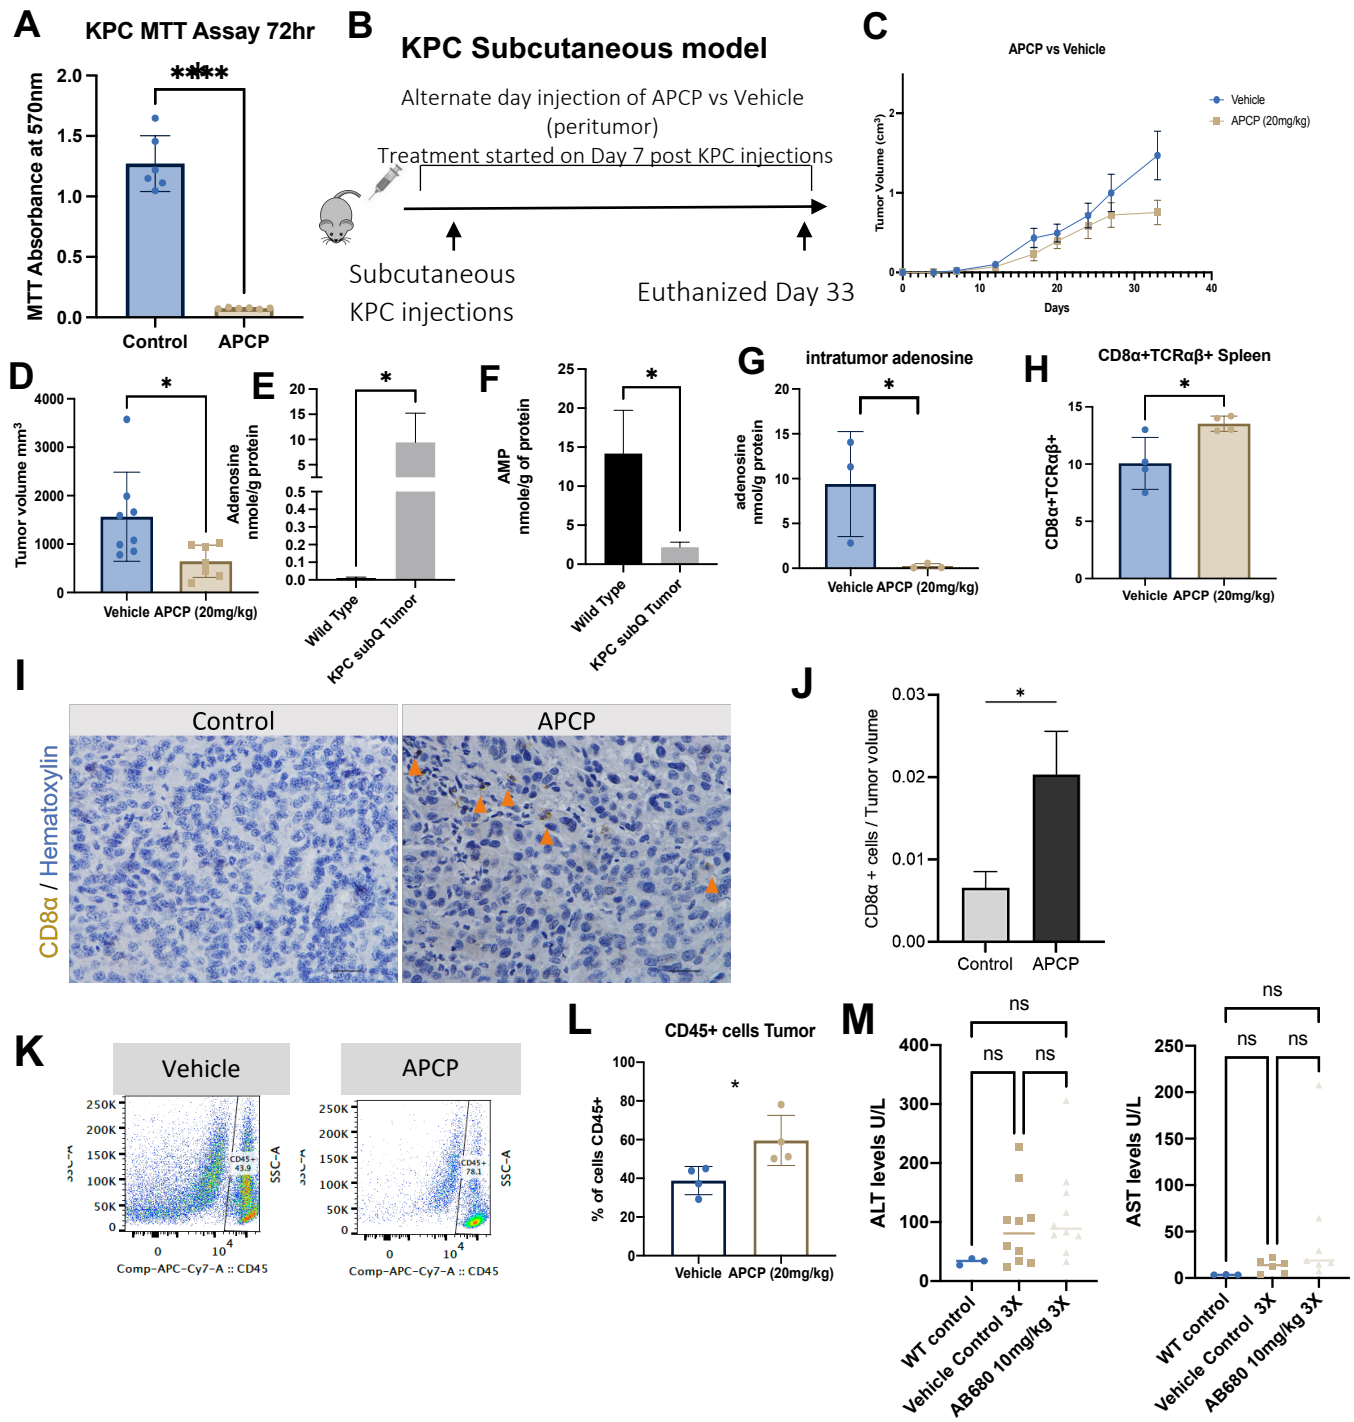 A
KPC MTT Assay 72hr
****
MTT Absorbance at 570nm
2.0
1.5
1.0
0.5
0.0
Control
APCP
B
KPC Subcutaneous model
Alternate day injection of APCP vs Vehicle
(peritumor)
Treatment started on Day 7 post KPC injections
Subcutaneous
KPC injections
Euthanized Day 33
C
APCP vs Vehicle
Tumor Volume (cm³)
2
1
0
0
10
20
30
40
Days
Vehicle
APCP (20mg/kg)
D
*
Tumor volume mm³
4000
3000
2000
1000
0
Vehicle
APCP (20mg/kg)
E
*
Adenosine
nmole/g protein
20
15
10
5
0.5
0.4
0.3
0.2
0.1
0.0
Wild Type
KPC subQ Tumor
F
*
AMP
nmole/g of protein
25
20
15
10
5
0
Wild Type
KPC subQ Tumor
G
intratumor adenosine
*
adenosine
nmol/g protein
20
15
10
5
0
Vehicle
APCP (20mg/kg)
H
CD8α+TCRαβ+ Spleen
*
CD8α+TCRαβ+
15
10
5
0
Vehicle
APCP (20mg/kg)
I
Control
APCP
CD8α / Hematoxylin
J
*
CD8α + cells / Tumor volume
0.03
0.02
0.01
0.00
Control
APCP
K
Vehicle
SSC-A
250K
200K
150K
100K
50K
0
CD45+
43.9
0
10⁴
Comp-APC-Cy7-A :: CD45
APCP
SSC-A
250K
200K
150K
100K
50K
0
CD45+
78.1
0
10⁴
Comp-APC-Cy7-A :: CD45
SSC-A
L
CD45+ cells Tumor
*
% of cells CD45+
100
80
60
40
20
0
Vehicle
APCP (20mg/kg)
M
ns
ns
ns
ALT levels U/L
400
300
200
100
0
WT control
Vehicle Control 3X
AB680 10mg/kg 3X
ns
ns
ns
AST levels U/L
250
200
150
100
50
0
WT control
Vehicle Control 3X
AB680 10mg/kg 3X